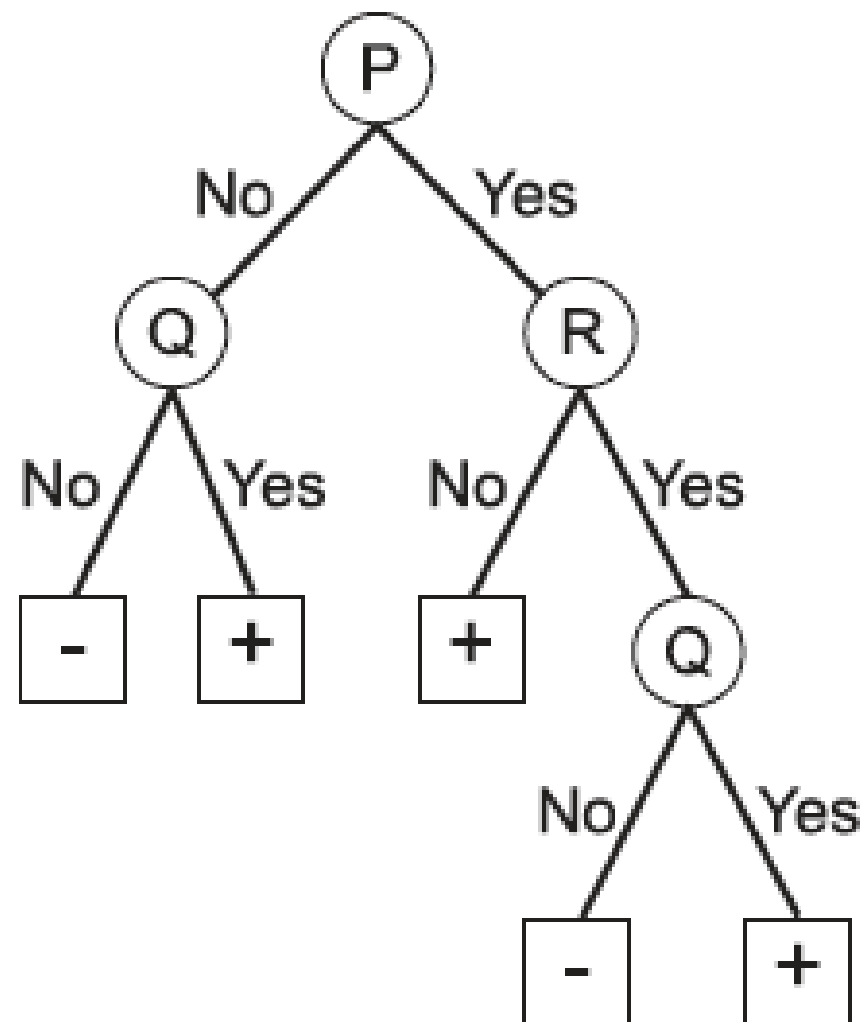 P
No Yes
Q R
No Yes No Yes
- + + Q
No Yes
- +